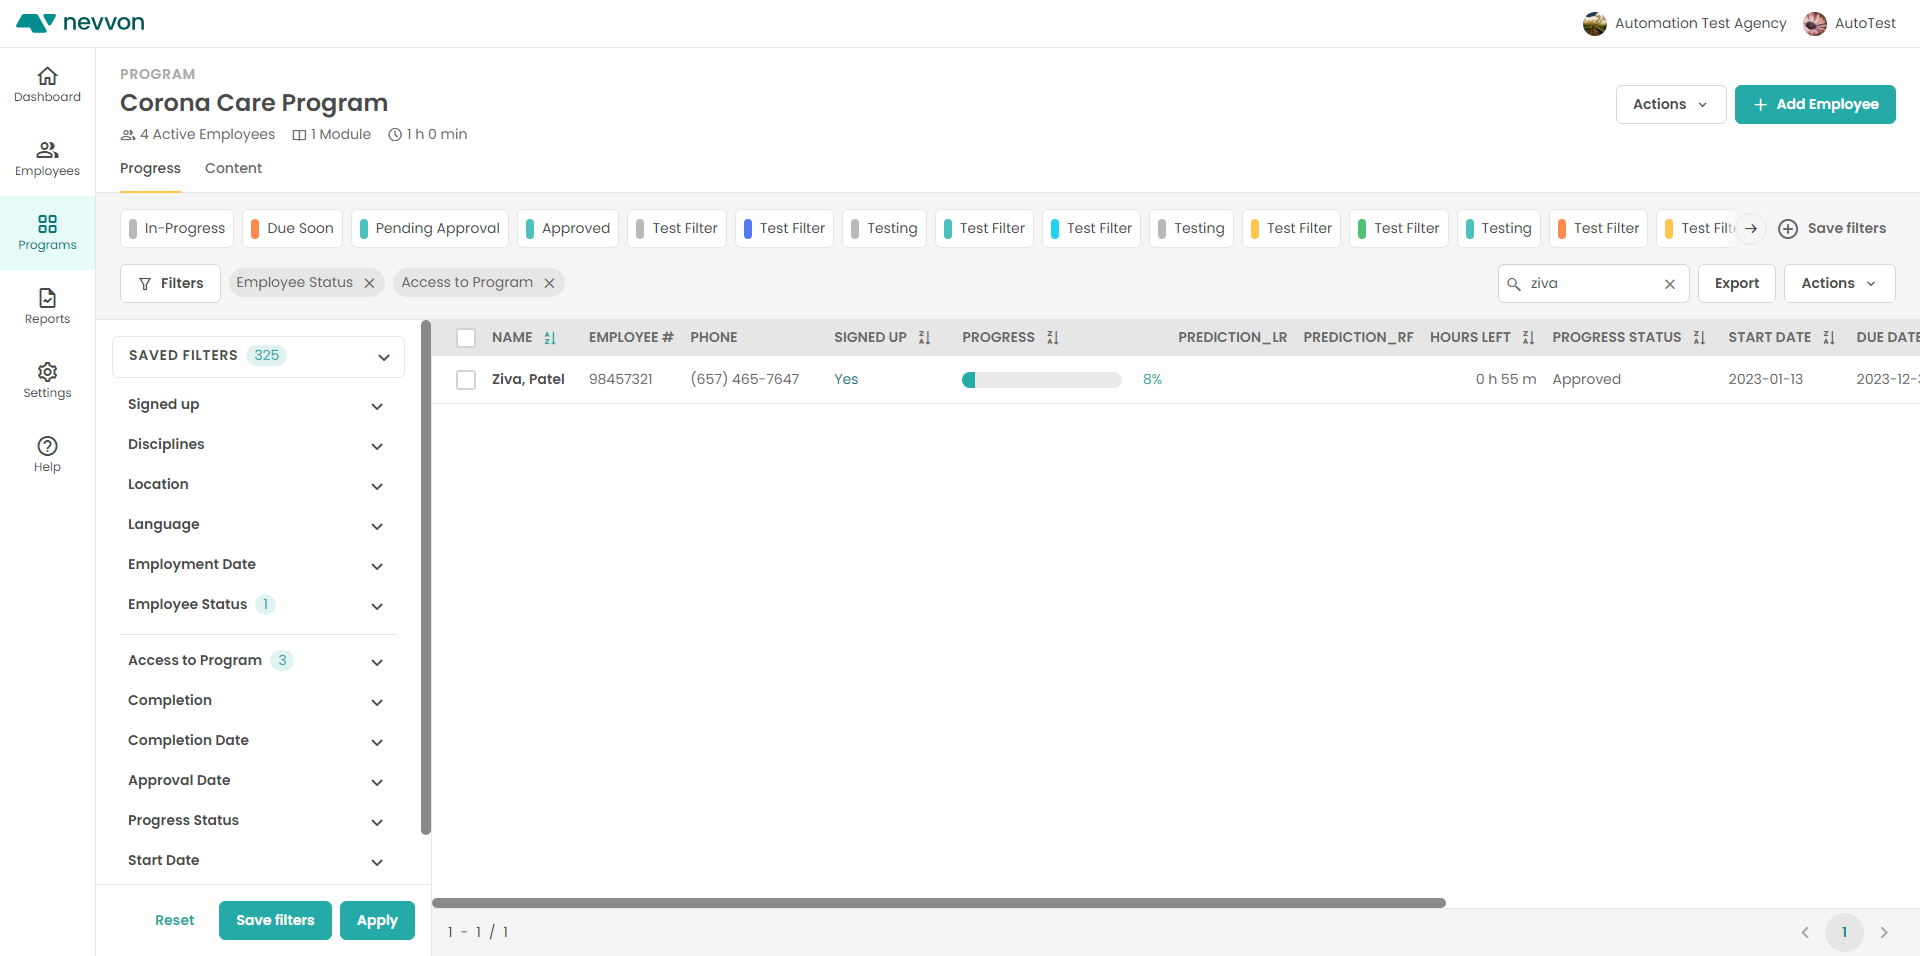 nevvon
Automation Test Agency
AutoTest
Dashboard
Employees
Programs
Reports
Settings
Help
PROGRAM
Corona Care Program
4 Active Employees 1 Module 1 h 0 min
Actions
+ Add Employee
Progress Content
In-Progress Due Soon Pending Approval Approved Test Filter Test Filter Testing Test Filter Test Filter Testing Test Filter Test Filter Testing Test Filter Test Filte Save filters
Filters Employee Status Access to Program
ziva Export Actions
SAVED FILTERS 325
Signed up
Disciplines
Location
Language
Employment Date
Employee Status 1
Access to Program 3
Completion
Completion Date
Approval Date
Progress Status
Start Date
Reset Save filters Apply
NAME EMPLOYEE # PHONE SIGNED UP PROGRESS PREDICTION_LR PREDICTION_RF HOURS LEFT PROGRESS STATUS START DATE DUE DATE
Ziva, Patel 98457321 (657) 465-7647 Yes 8% 0 h 55 m Approved 2023-01-13 2023-12-3
1 - 1 / 1
1